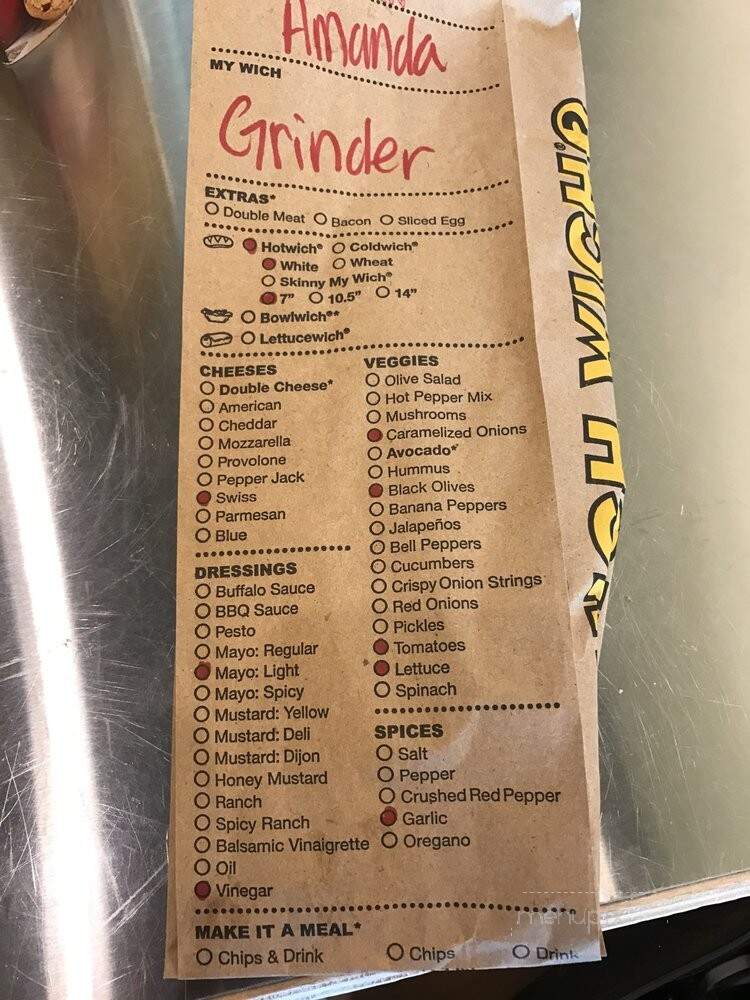 Amanda
MY WICH
Grinder
EXTRAS*
Double Meat Bacon Sliced Egg
Hotwich® Coldwich®
White Wheat
Skinny My Wich®
7" 10.5" 14"
Bowlwich®*
Lettucewich®
CHEESES
Double Cheese*
American
Cheddar
Mozzarella
Provolone
Pepper Jack
Swiss
Parmesan
Blue
DRESSINGS
Buffalo Sauce
BBQ Sauce
Pesto
Mayo: Regular
Mayo: Light
Mayo: Spicy
Mustard: Yellow
Mustard: Deli
Mustard: Dijon
Honey Mustard
Ranch
Spicy Ranch
Balsamic Vinaigrette
Oil
Vinegar
VEGGIES
Olive Salad
Hot Pepper Mix
Mushrooms
Caramelized Onions
Avocado*
Hummus
Black Olives
Banana Peppers
Jalapeños
Bell Peppers
Cucumbers
Crispy Onion Strings
Red Onions
Pickles
Tomatoes
Lettuce
Spinach
SPICES
Salt
Pepper
Crushed Red Pepper
Garlic
Oregano
MAKE IT A MEAL*
Chips & Drink Chips Drink